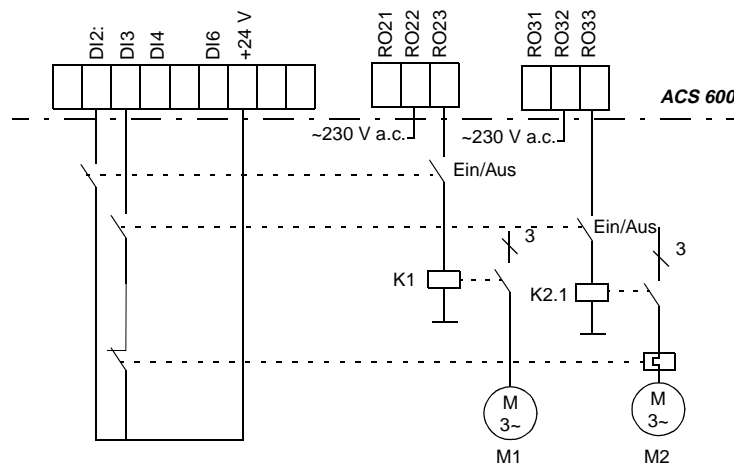 DI2:
DI3
DI4
DI6
+24 V
RO21
RO22
RO23
RO31
RO32
RO33
ACS 600
~230 V a.c.
~230 V a.c.
Ein/Aus
Ein/Aus
3
3
K1
K2.1
M
3~
M
3~
M1
M2